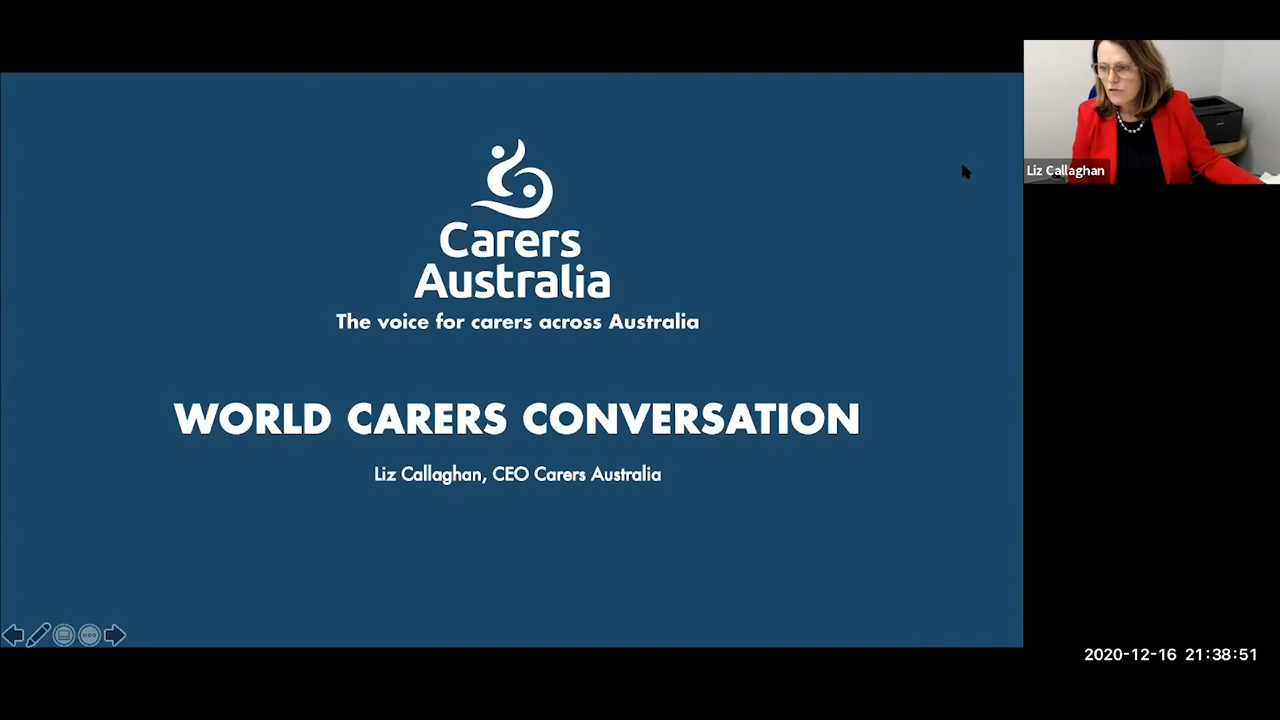 Carers
Australia
The voice for carers across Australia
WORLD CARERS CONVERSATION
Liz Callaghan, CEO Carers Australia
Liz Callaghan
2020-12-16 21:38:51